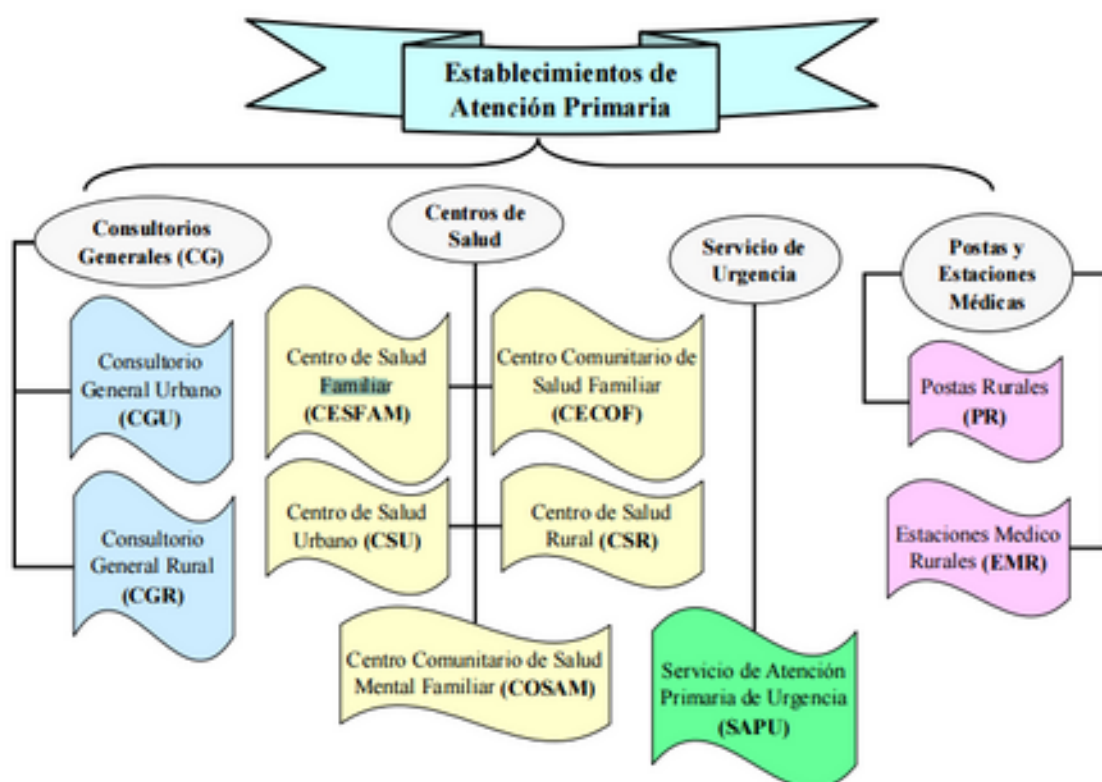 Establecimientos de
Atención Primaria
Consultorios
Generales (CG)
Centros de
Salud
Servicio de
Urgencia
Postas y
Estaciones
Médicas
Consultorio
General Urbano
(CGU)
Consultorio
General Rural
(CGR)
Centro de Salud
Familiar
(CESFAM)
Centro Comunitario de
Salud Familiar
(CECOF)
Centro de Salud
Urbano (CSU)
Centro de Salud
Rural (CSR)
Centro Comunitario de Salud
Mental Familiar (COSAM)
Servicio de Atención
Primaria de Urgencia
(SAPU)
Postas Rurales
(PR)
Estaciones Medico
Rurales (EMR)